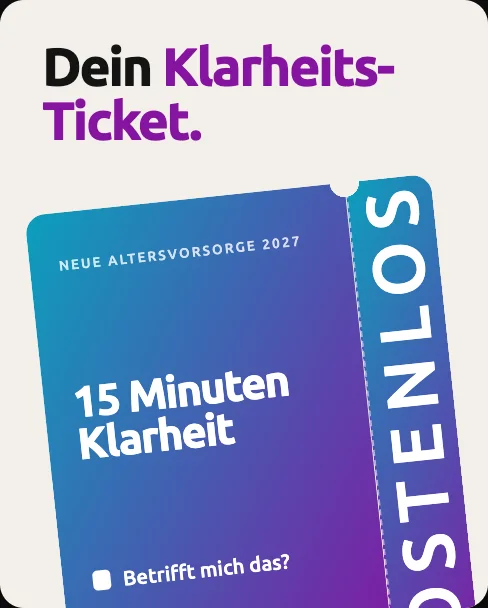 Dein Klarheits-
Ticket.
NEUE ALTERSVORSORGE 2027
15 Minuten
Klarheit
Betrifft mich das?
OSTENLOS